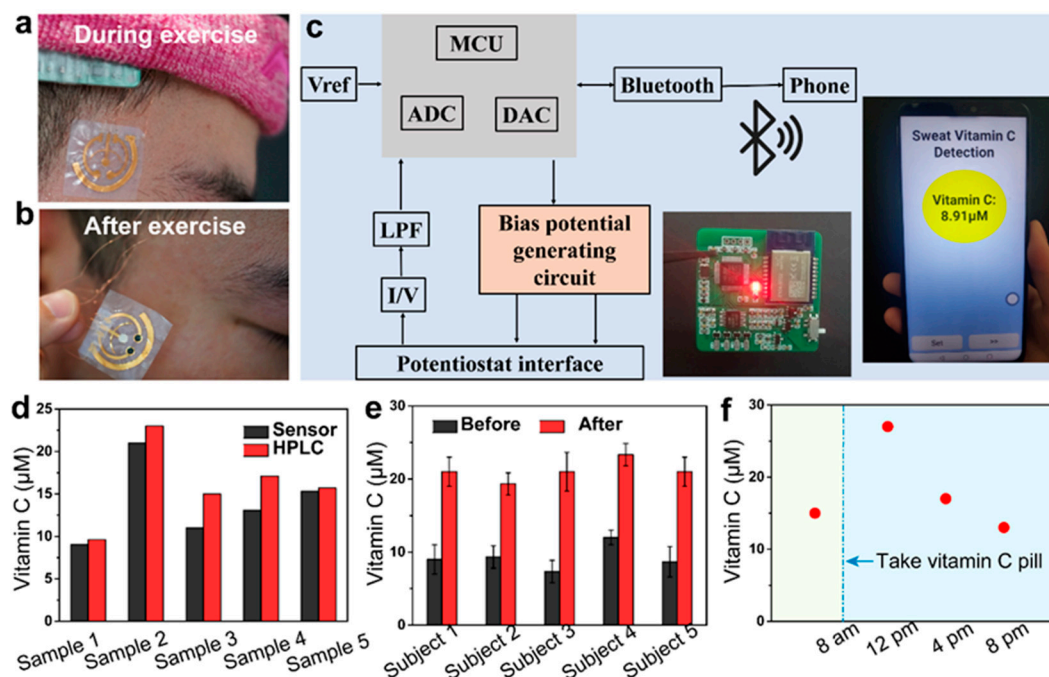 a
During exercise
b
After exercise
c
MCU
Vref
ADC
DAC
Bluetooth
Phone
LPF
I/V
Bias potential
generating
circuit
Potentiostat interface
Sweat Vitamin C
Detection
Vitamin C:
8.91μM
Set
>>
d
Vitamin C (μM)
25
20
15
10
5
0
Sensor
HPLC
Sample 1
Sample 2
Sample 3
Sample 4
Sample 5
e
Vitamin C (μM)
30
20
10
0
Before
After
Subject 1
Subject 2
Subject 3
Subject 4
Subject 5
f
Vitamin C (μM)
30
20
10
0
Take vitamin C pill
8 am
12 pm
4 pm
8 pm